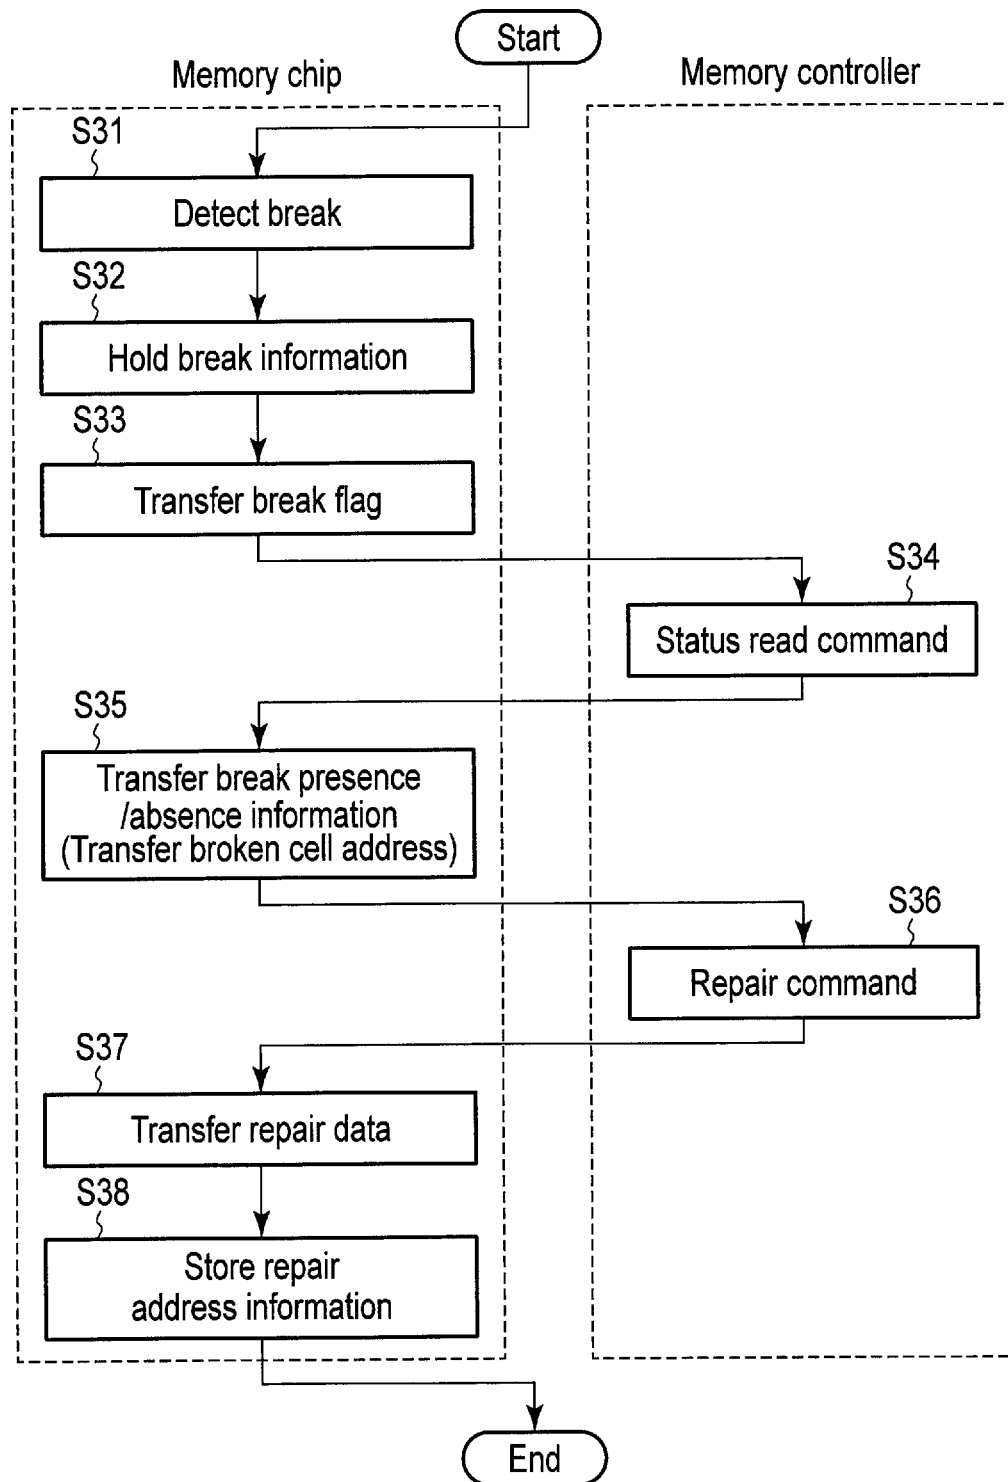 Start
Memory chip
Memory controller
S31
Detect break
S32
Hold break information
S33
Transfer break flag
S34
Status read command
S35
Transfer break presence
/absence information
(Transfer broken cell address)
S36
Repair command
S37
Transfer repair data
S38
Store repair
address information
End